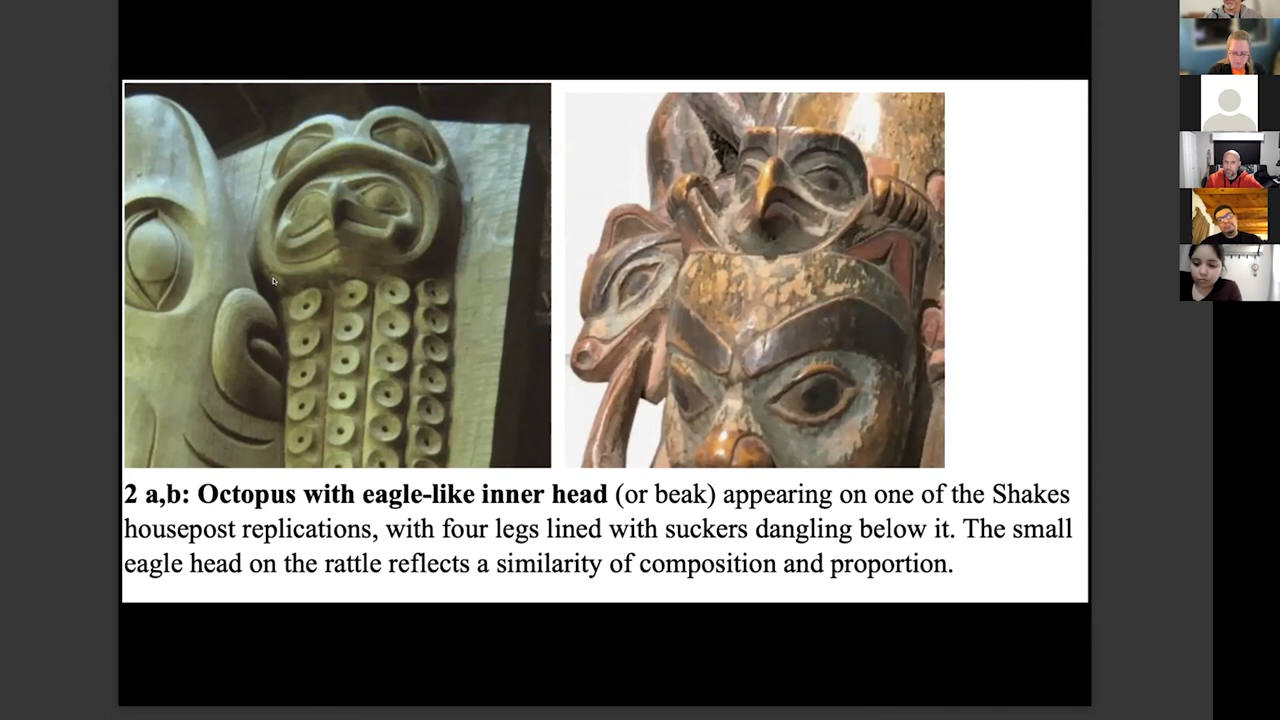 2 a,b: Octopus with eagle-like inner head (or beak) appearing on one of the Shakes
housepost replications, with four legs lined with suckers dangling below it. The small
eagle head on the rattle reflects a similarity of composition and proportion.